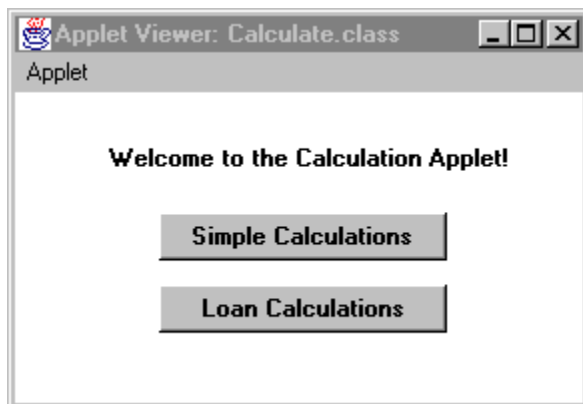 Applet Viewer: Calculate.class
Applet
Welcome to the Calculation Applet!
Simple Calculations
Loan Calculations